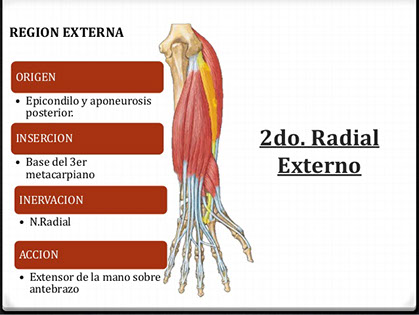 REGION EXTERNA
ORIGEN
• Epicondilo y aponeurosis
posterior.
INSERCION
• Base del 3er
metacarpiano
INERVACION
• N.Radial
ACCION
• Extensor de la mano sobre
antebrazo
2do. Radial
Externo